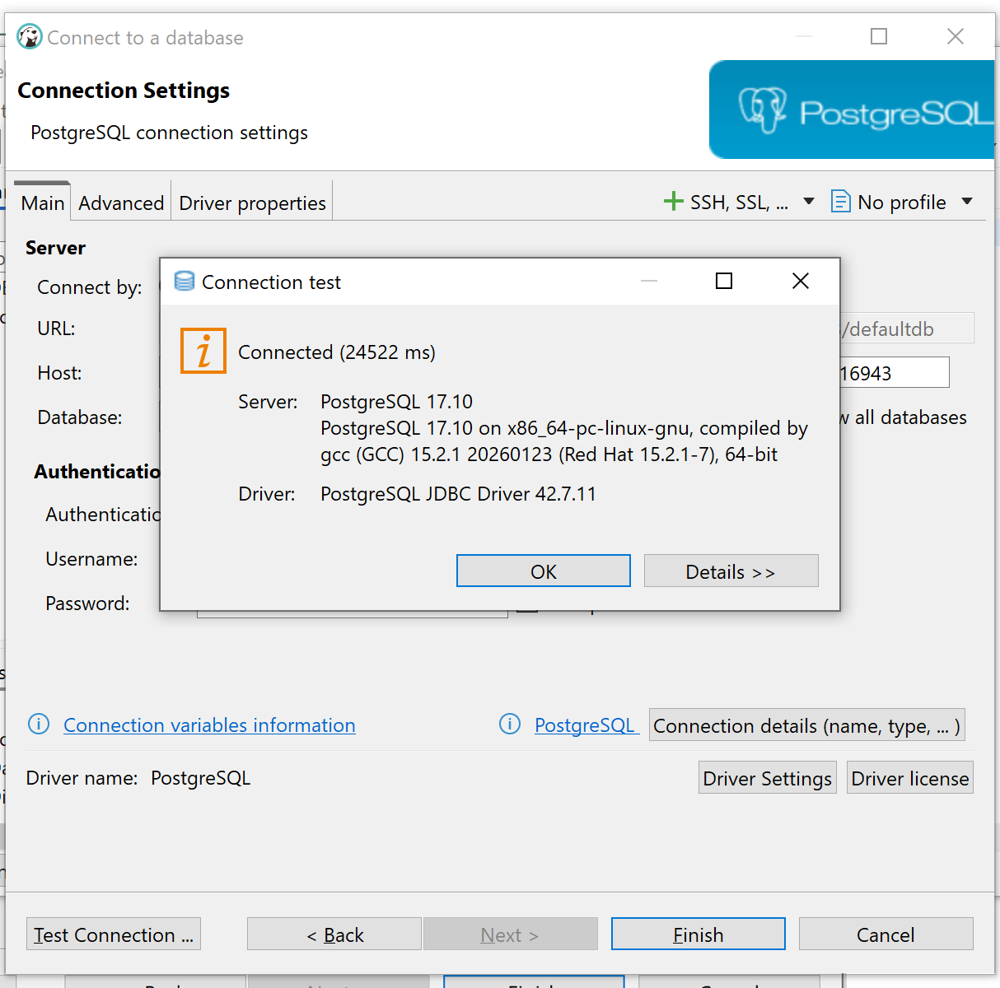 Connect to a database
Connection Settings
PostgreSQL connection settings
PostgreSQL
Main
Advanced
Driver properties
SSH, SSL, ...
No profile
Server
Connect by:
URL:
/defaultdb
Host:
16943
Database:
all databases
Authenticatio
Authenticatio
Username:
Password:
Connection test
Connected (24522 ms)
Server: PostgreSQL 17.10
PostgreSQL 17.10 on x86_64-pc-linux-gnu, compiled by
gcc (GCC) 15.2.1 20260123 (Red Hat 15.2.1-7), 64-bit
Driver: PostgreSQL JDBC Driver 42.7.11
OK
Details >>
Connection variables information
PostgreSQL
Connection details (name, type, ... )
Driver name: PostgreSQL
Driver Settings
Driver license
Test Connection ...
< Back
Next >
Finish
Cancel